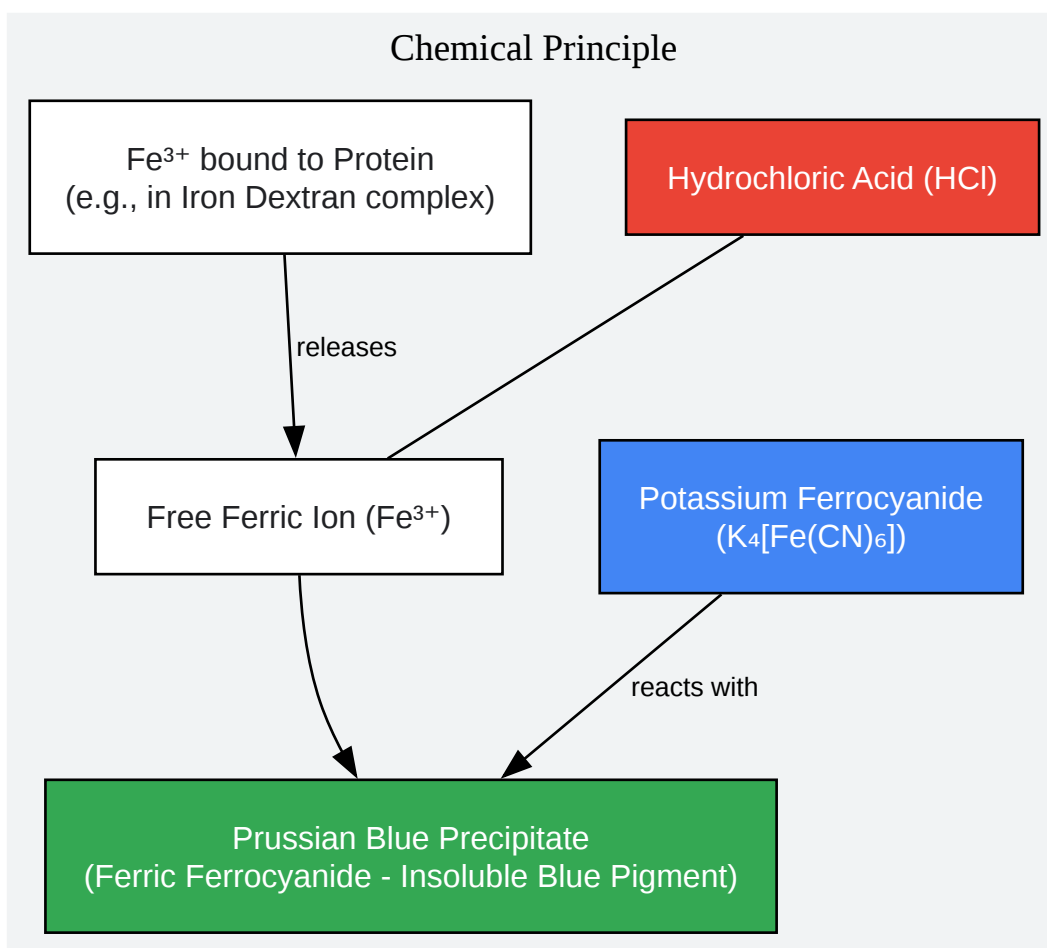 Chemical Principle
Fe³⁺ bound to Protein
(e.g., in Iron Dextran complex)
Hydrochloric Acid (HCl)
releases
Free Ferric Ion (Fe³⁺)
Potassium Ferrocyanide
(K₄[Fe(CN)₆])
reacts with
Prussian Blue Precipitate
(Ferric Ferrocyanide - Insoluble Blue Pigment)